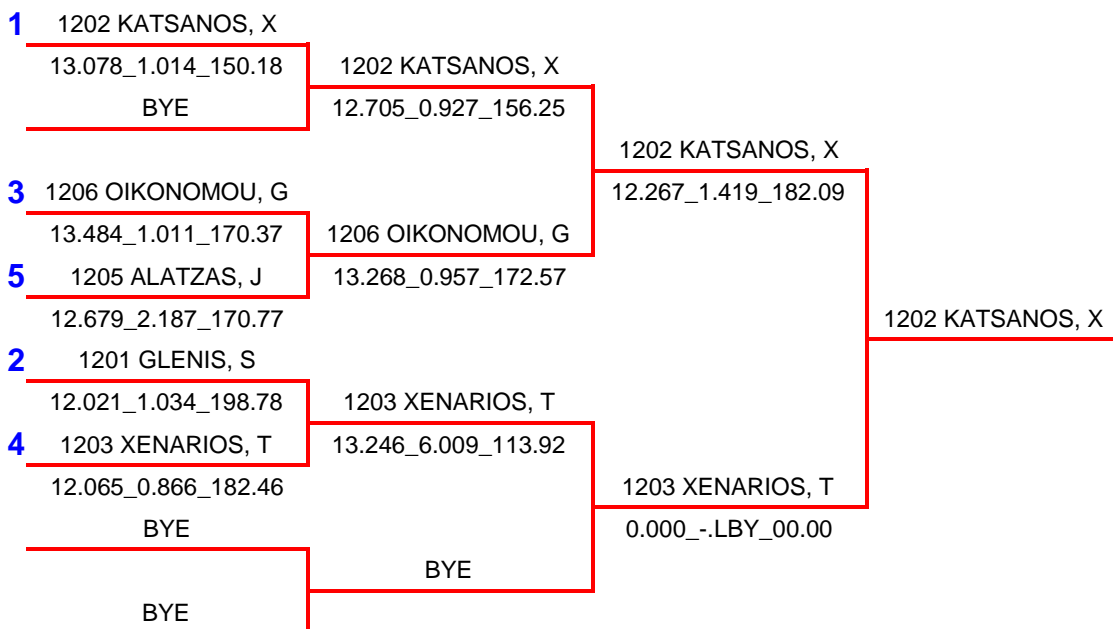 1 1202 KATSANOS, X
13.078_1.014_150.18
BYE
3 1206 OIKONOMOU, G
13.484_1.011_170.37
5 1205 ALATZAS, J
12.679_2.187_170.77
2 1201 GLENIS, S
12.021_1.034_198.78
4 1203 XENARIOS, T
12.065_0.866_182.46
BYE
BYE
1202 KATSANOS, X
12.705_0.927_156.25
1206 OIKONOMOU, G
13.268_0.957_172.57
1203 XENARIOS, T
13.246_6.009_113.92
BYE
1202 KATSANOS, X
12.267_1.419_182.09
1203 XENARIOS, T
0.000_-.LBY_00.00
1202 KATSANOS, X